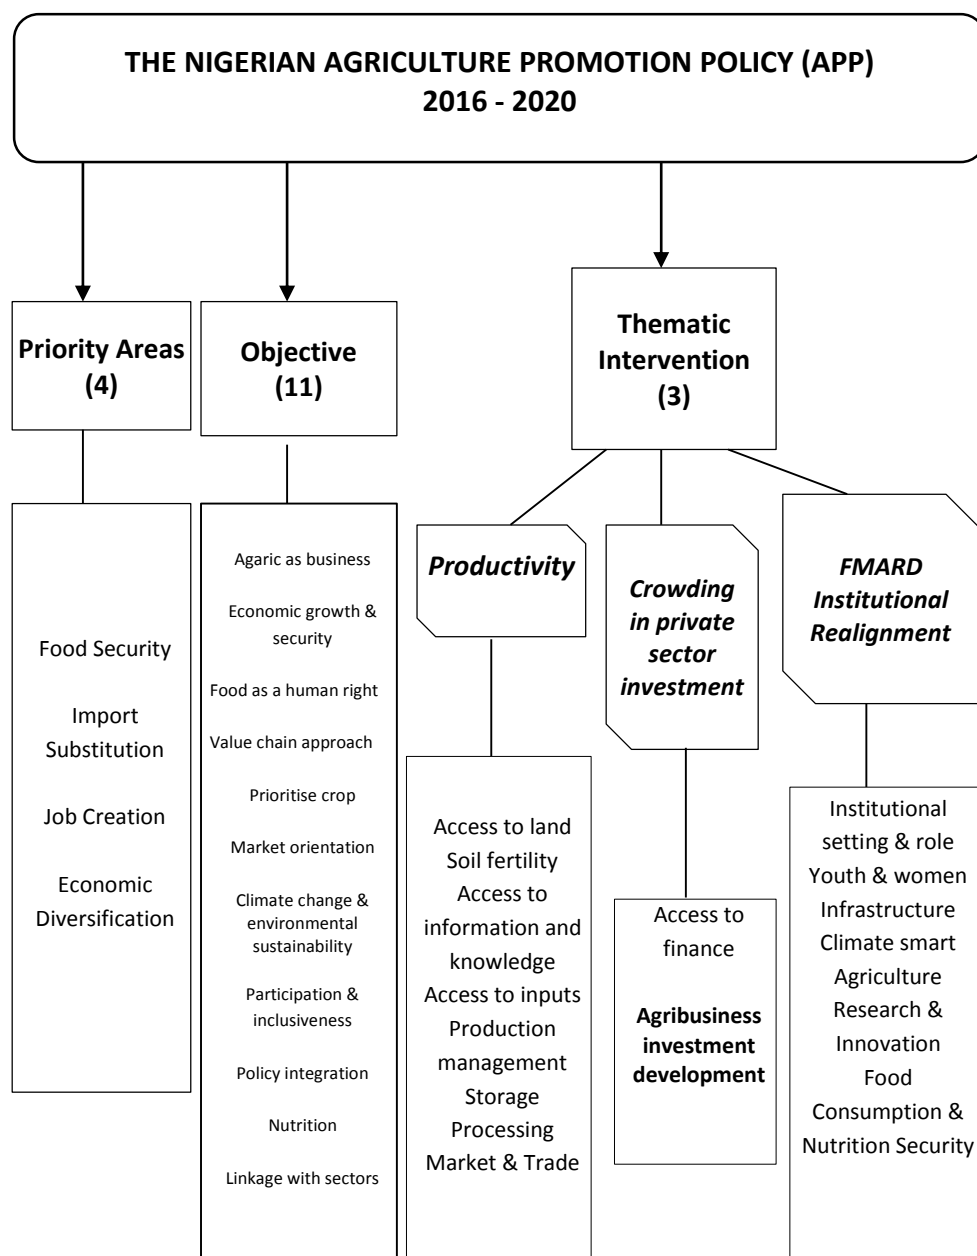 THE NIGERIAN AGRICULTURE PROMOTION POLICY (APP)
2016 - 2020
Priority Areas
(4)
Objective
(11)
Thematic
Intervention
(3)
Food Security
Import
Substitution
Job Creation
Economic
Diversification
Agaric as business
Economic growth &
security
Food as a human right
Value chain approach
Prioritise crop
Market orientation
Climate change &
environmental
sustainability
Participation &
inclusiveness
Policy integration
Nutrition
Linkage with sectors
Productivity
Access to land
Soil fertility
Access to
information and
knowledge
Access to inputs
Production
management
Storage
Processing
Market & Trade
Crowding
in private
sector
investment
Access to
finance
Agribusiness
investment
development
FMARD
Institutional
Realignment
Institutional
setting & role
Youth & women
Infrastructure
Climate smart
Agriculture
Research &
Innovation
Food
Consumption &
Nutrition Security